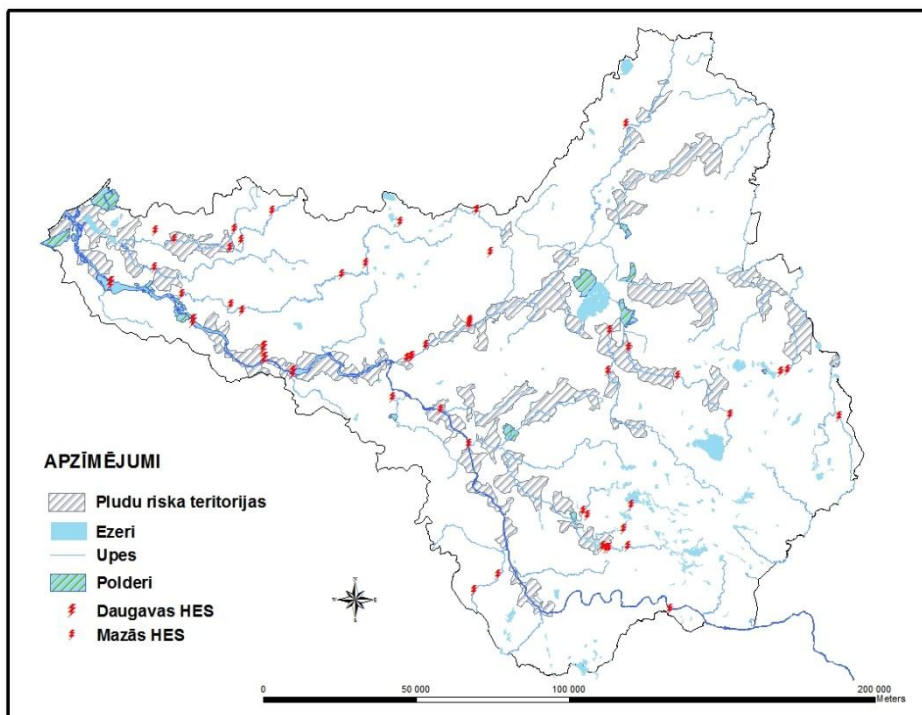 APZĪMĒJUMI
Pludu riska teritorijas
Ezeri
Upes
Polderi
Daugavas HES
Mazās HES
N
W E
S
0 50 000 100 000 200 000
Meters